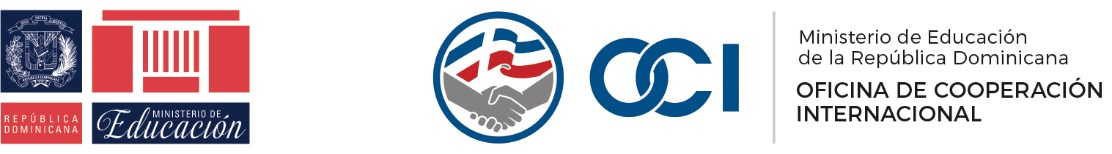 REPÚBLICA
DOMINICANA
MINISTERIO DE
Educación
OCI
Ministerio de Educación
de la República Dominicana
OFICINA DE COOPERACIÓN
INTERNACIONAL